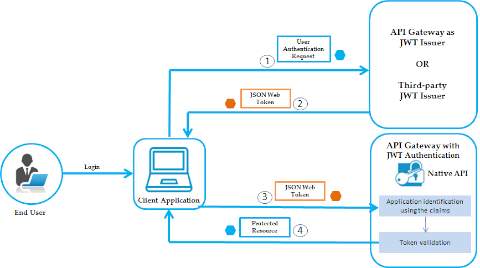 User
Authentication
Request
1
API Gateway as
JWT Issuer
OR
Third-party
JWT Issuer
JSON Web
Token
2
Login
End User
Client Application
API Gateway with
JWT Authentication
Native API
3
JSON Web
Token
Application identification
using the claims
Protected
Resource
4
Token validation